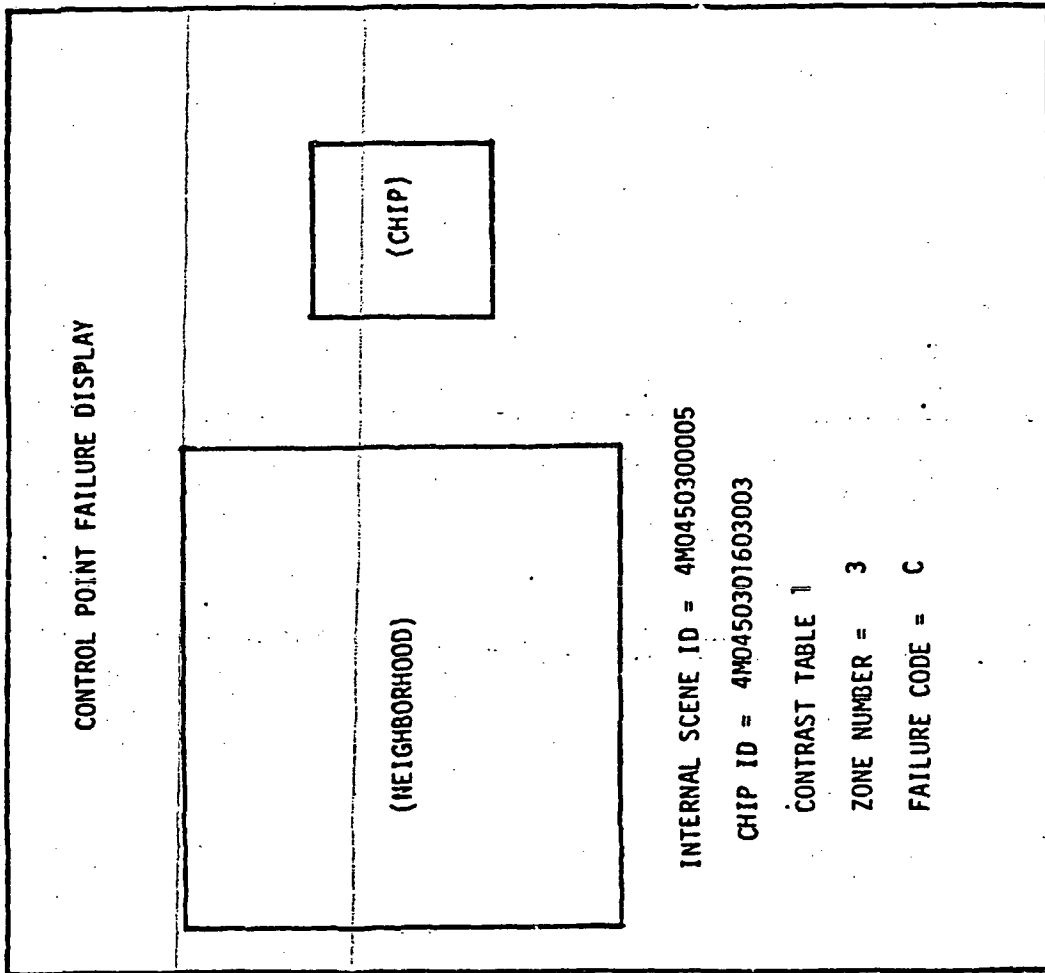 CONTROL POINT FAILURE DISPLAY
(NEIGHBORHOOD)
(CHIP)
INTERNAL SCENE ID = 4M0450300005
CHIP ID = 4M0450301603003
CONTRAST TABLE 1
ZONE NUMBER = 3
FAILURE CODE = C